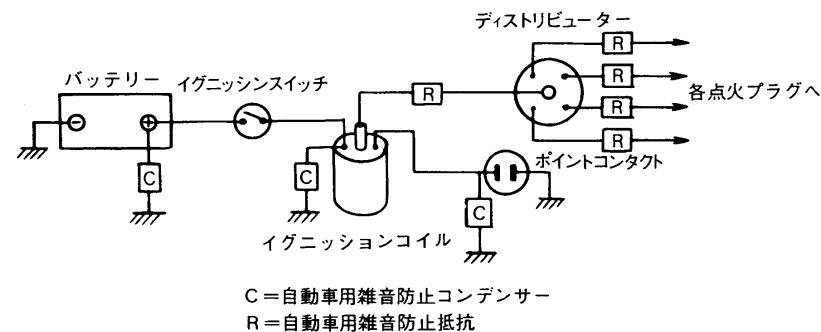 ディストリビューター
R
バッテリー
イグニッシンスイッチ
R
R
各点火プラグへ
R
R
ポイントコンタクト
C
C
C
イグニッションコイル
C＝自動車用雑音防止コンデンサー
R＝自動車用雑音防止抵抗